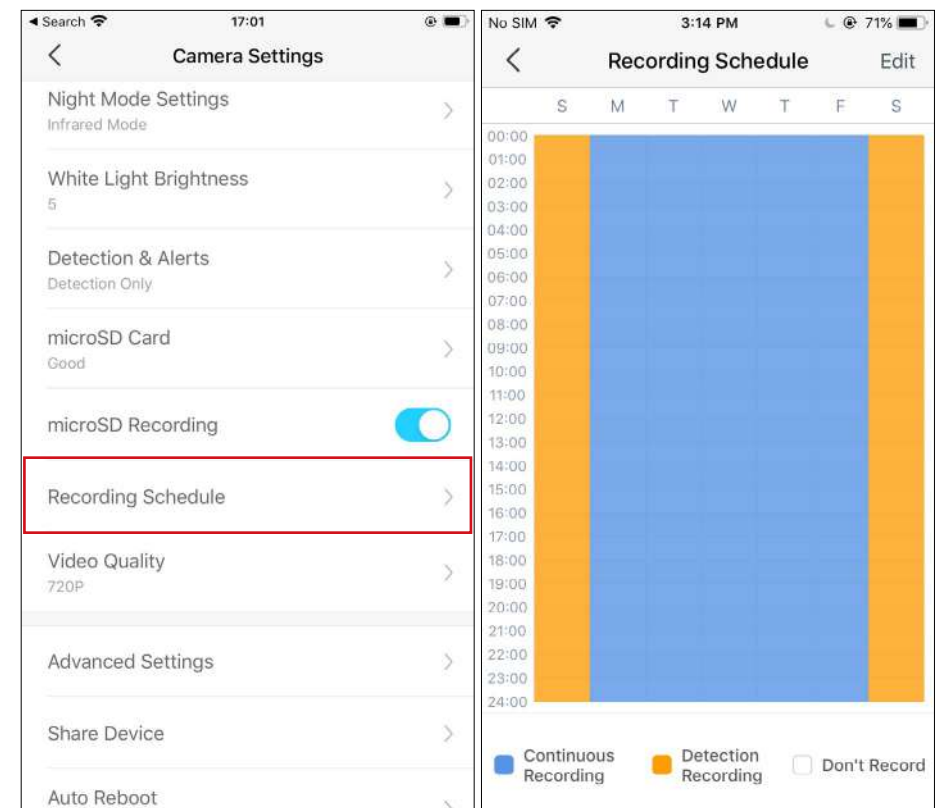 Search 17:01
Camera Settings
Night Mode Settings
Infrared Mode
White Light Brightness
5
Detection & Alerts
Detection Only
microSD Card
Good
microSD Recording
Recording Schedule
Video Quality
720P
Advanced Settings
Share Device
Auto Reboot
No SIM 3:14 PM 71%
Recording Schedule Edit
S M T W T F S
00:00
01:00
02:00
03:00
04:00
05:00
06:00
07:00
08:00
09:00
10:00
11:00
12:00
13:00
14:00
15:00
16:00
17:00
18:00
19:00
20:00
21:00
22:00
23:00
24:00
Continuous
Recording
Detection
Recording
Don't Record